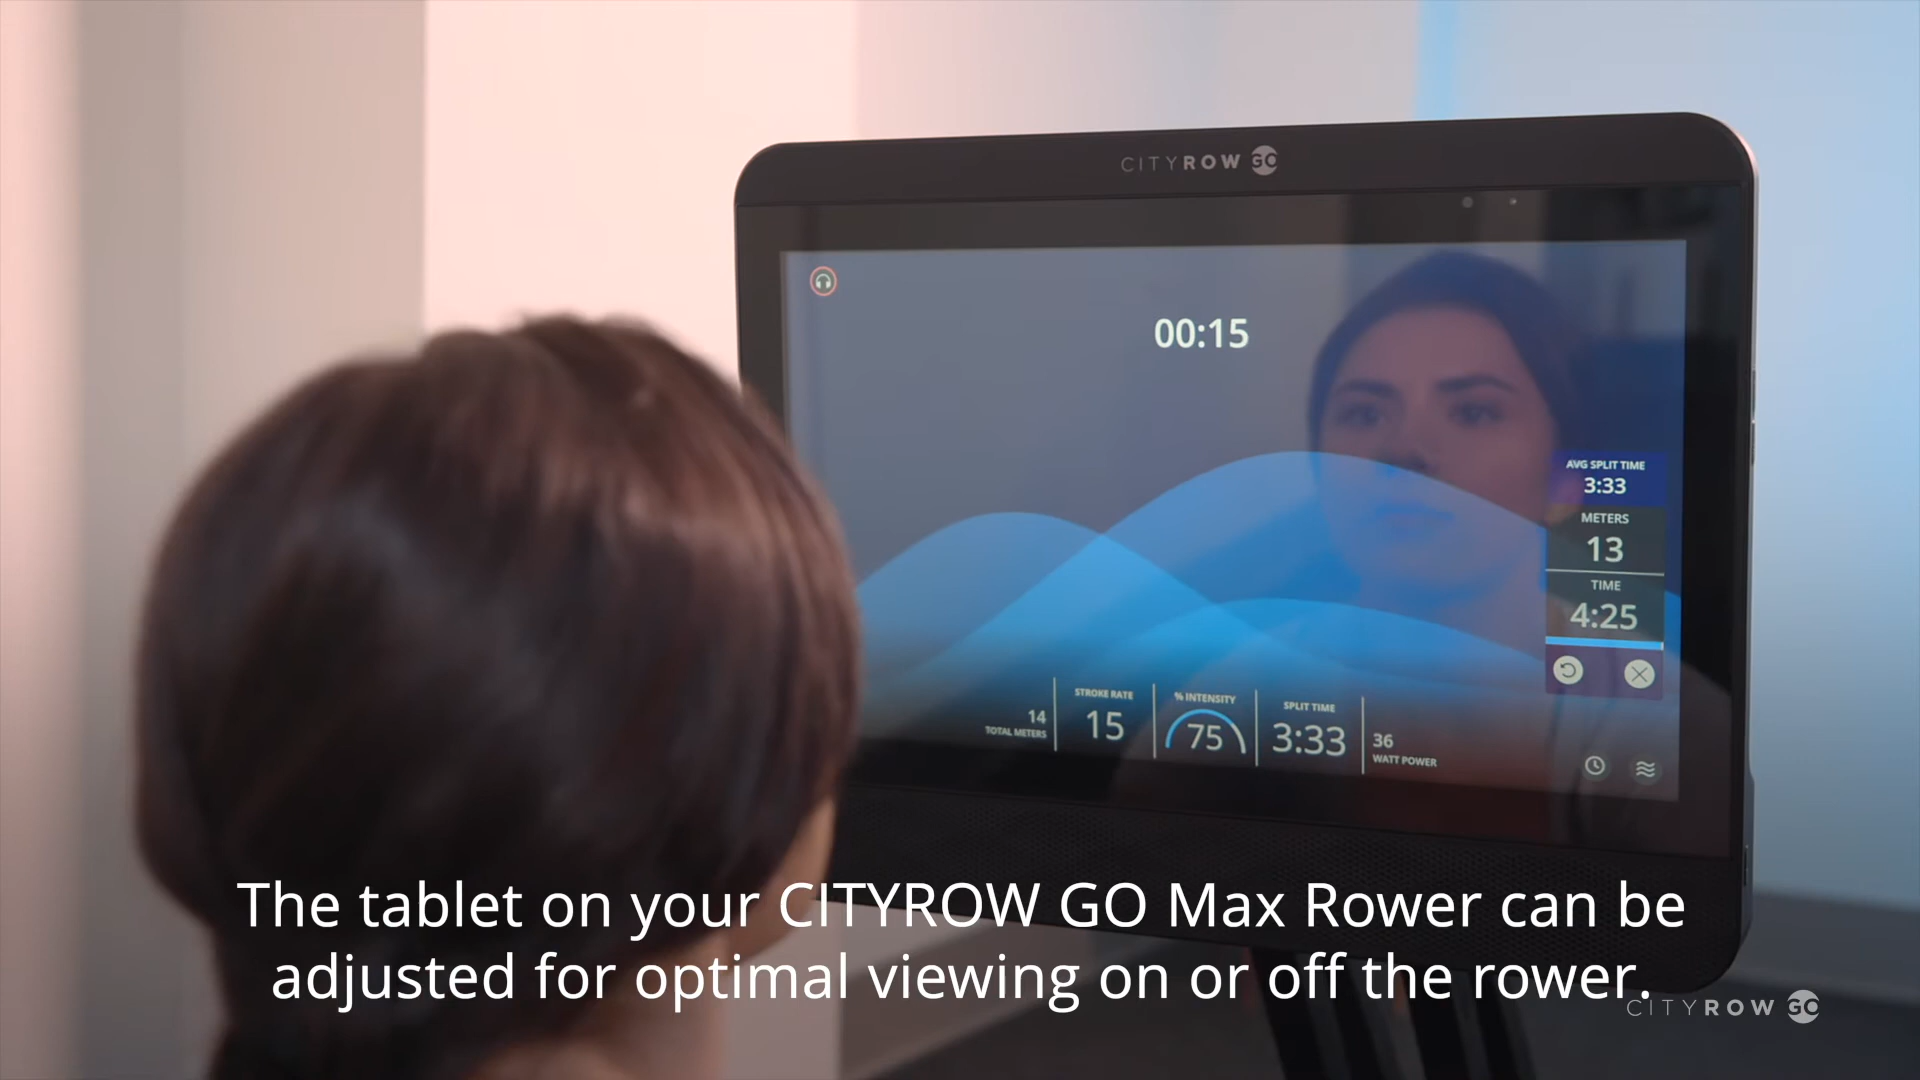 CITYROW GO
00:15
AVG SPLIT TIME
3:33
METERS
13
TIME
4:25
14
TOTAL METERS
STROKE RATE
15
% INTENSITY
75
SPLIT TIME
3:33
36
WATT POWER
The tablet on your CITYROW GO Max Rower can be
adjusted for optimal viewing on or off the rower.
CITYROW GO